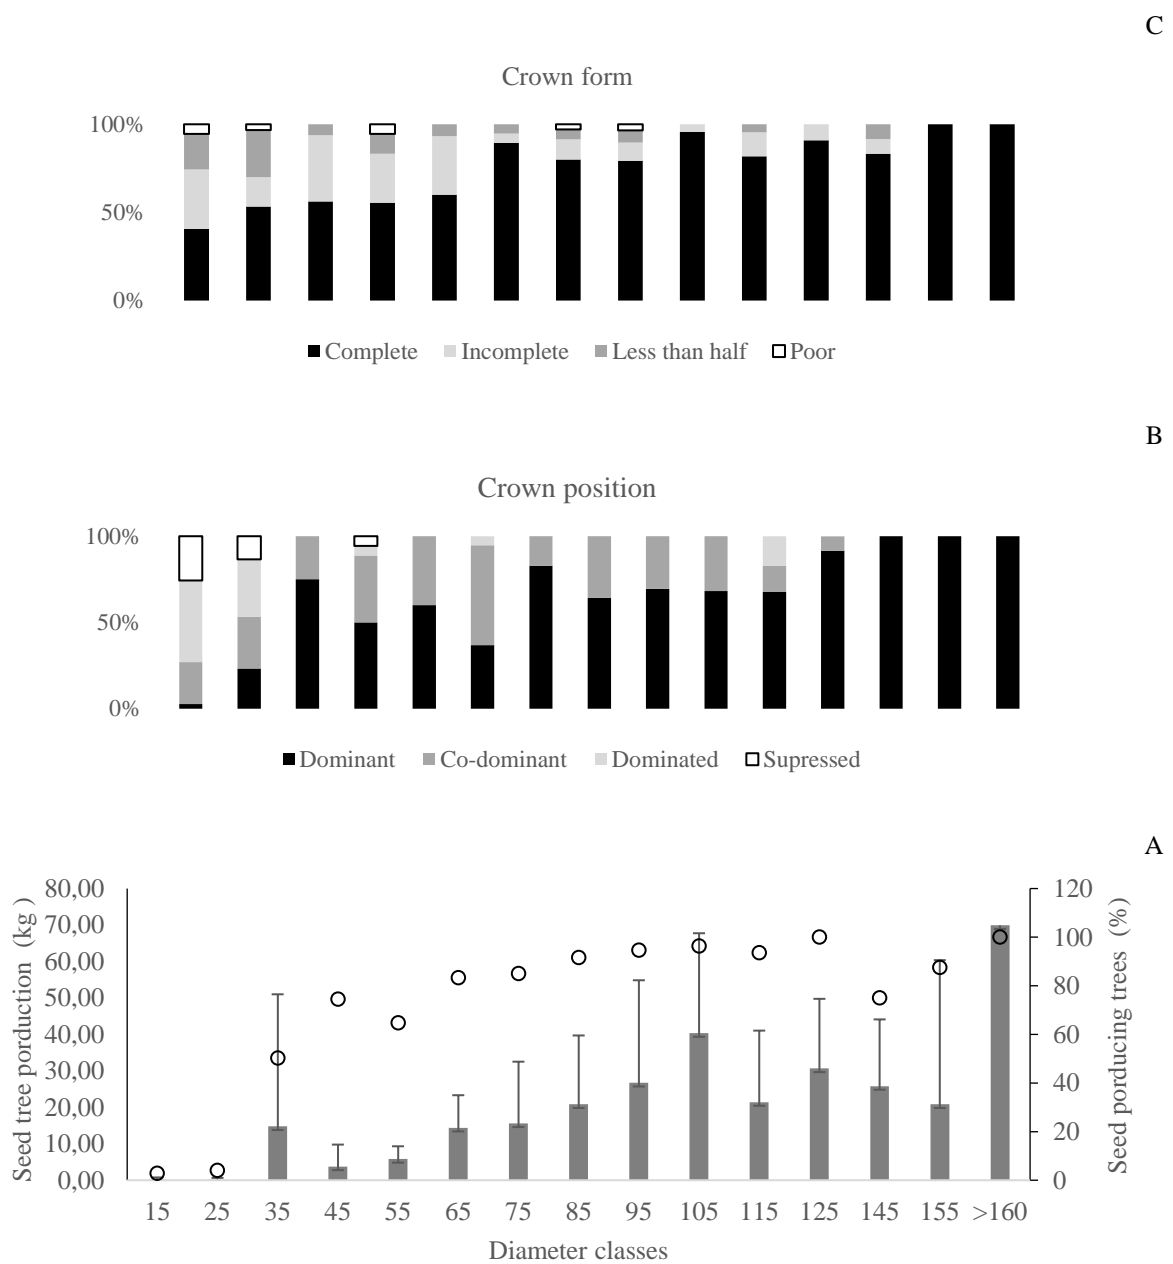 C
Crown form
100%
50%
0%
Complete Incomplete Less than half Poor
B
Crown position
100%
50%
0%
Dominant Co-dominant Dominated Supressed
A
Seed tree porduction (kg )
80,00
70,00
60,00
50,00
40,00
30,00
20,00
10,00
0,00
120
100
80
60
40
20
0
Seed porducing trees (%)
15 25 35 45 55 65 75 85 95 105 115 125 145 155 >160
Diameter classes